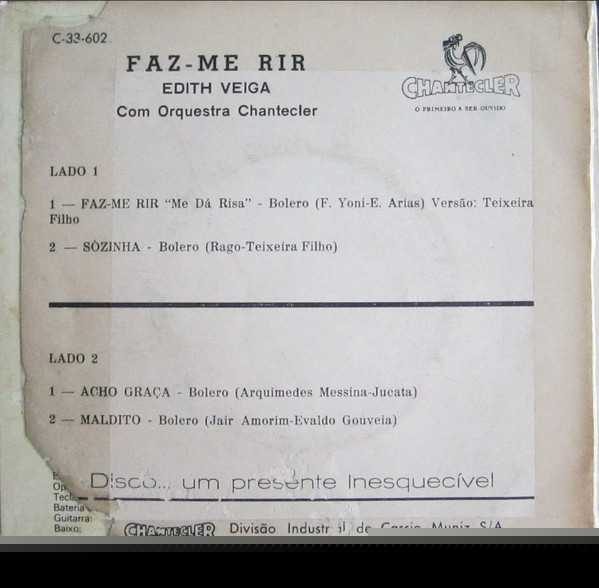 C-33-602
FAZ-ME RIR
EDITH VEIGA
Com Orquestra Chantecler
CHANTECLER
O PRIMEIRO A SER OUVIDO
LADO 1
1 — FAZ-ME RIR "Me Dá Risa" - Bolero (F. Yoni-E. Arias) Versão: Teixeira
Filho
2 — SÒZINHA - Bolero (Rago-Teixeira Filho)
LADO 2
1 — ACHO GRAÇA - Bolero (Arquimedes Messina-Jucata)
2 — MALDITO - Bolero (Jair Amorim-Evaldo Gouveia)
Disco... um presente Inesquecível
Bateria
Guitarra:
Baixo:
CHANTECLER Divisão de Cassio Muniz S/A